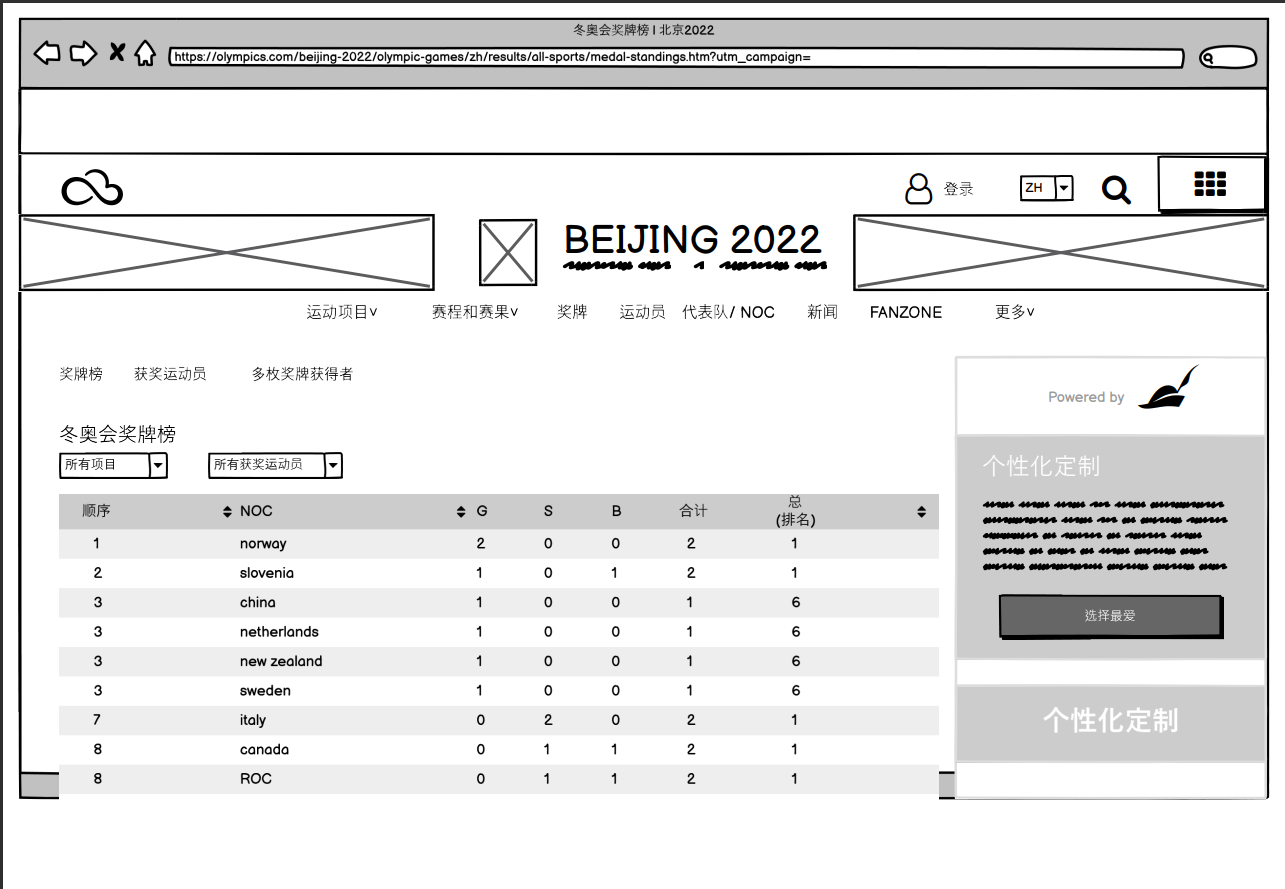 冬奥会奖牌榜 | 北京2022
https://olympics.com/beijing-2022/olympic-games/zh/results/all-sports/medal-standings.htm?utm_campaign=
登录
ZH
BEIJING 2022
运动项目˅ 赛程和赛果˅ 奖牌 运动员 代表队/ NOC 新闻 FANZONE 更多˅
奖牌榜 获奖运动员 多枚奖牌获得者
冬奥会奖牌榜
所有项目 所有获奖运动员
顺序 NOC G S B 合计 总 (排名)
1 norway 2 0 0 2 1
2 slovenia 1 0 1 2 1
3 china 1 0 0 1 6
3 netherlands 1 0 0 1 6
3 new zealand 1 0 0 1 6
3 sweden 1 0 0 1 6
7 italy 0 2 0 2 1
8 canada 0 1 1 2 1
8 ROC 0 1 1 2 1
Powered by
个性化定制
选择最爱
个性化定制